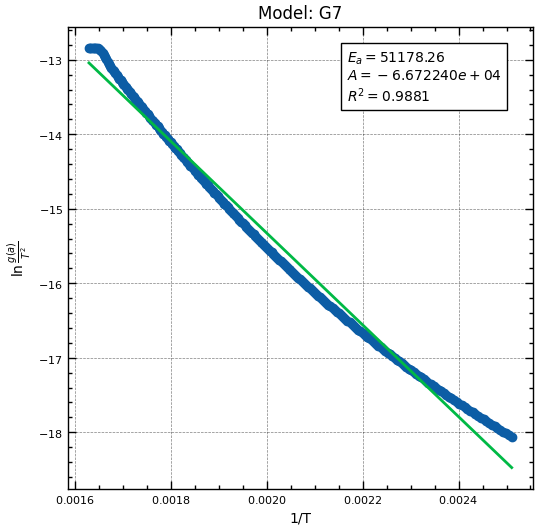 Model: G7
E_a = 51178.26
A = −6.672240e + 04
R^2 = 0.9881
−13
−14
−15
−16
−17
−18
ln g(a)/T^2
0.0016 0.0018 0.0020 0.0022 0.0024
1/T